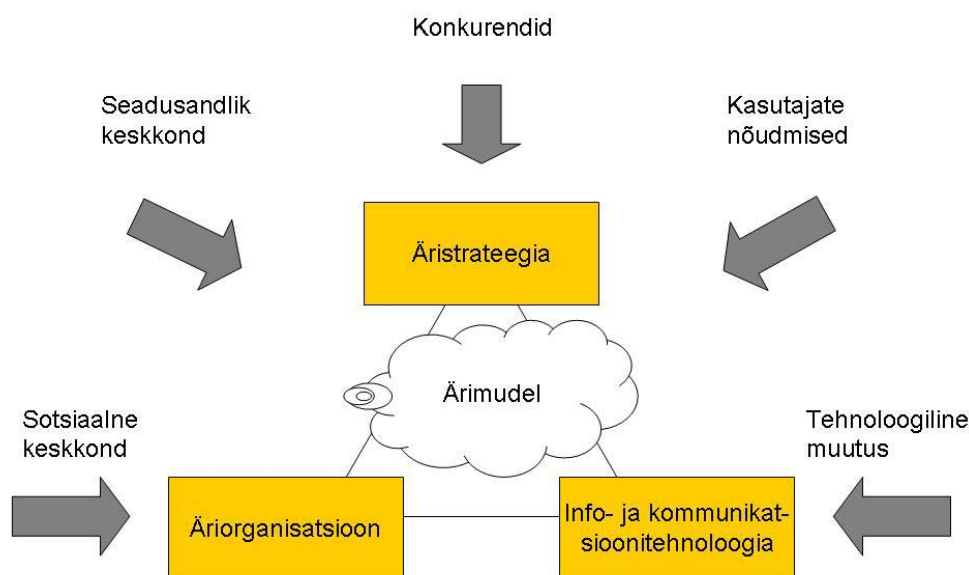 Konkurendid
Seadusandlik
keskkond
Kasutajate
nõudmised
Äristrateegia
Ärimudel
Sotsiaalne
keskkond
Tehnoloogiline
muutus
Äriorganisatsioon
Info- ja kommunikat-
sioonitehnoloogia